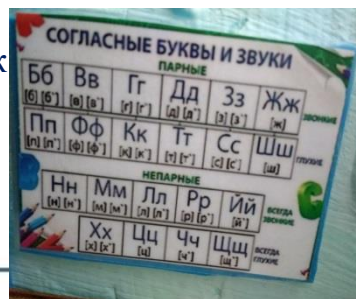 к
СОГЛАСНЫЕ БУКВЫ И ЗВУКИ
ПАРНЫЕ
Бб Вв Гг Дд Зз Жж
[б] [б'] [в] [в'] [г] [г'] [д] [д'] [з] [з'] [ж] ЗВОНКИЕ
Пп Фф Кк Тт Сс Шш
[п] [п'] [ф] [ф'] [к] [к'] [т] [т'] [с] [с'] [ш] ГЛУХИЕ
НЕПАРНЫЕ
Нн Мм Лл Рр Йй
[н] [н'] [м] [м'] [л] [л'] [р] [р'] [й'] ВСЕГДА ЗВОНКИЕ
Хх Цц Чч Щщ
[х] [х'] [ц] [ч'] [щ'] ВСЕГДА ГЛУХИЕ